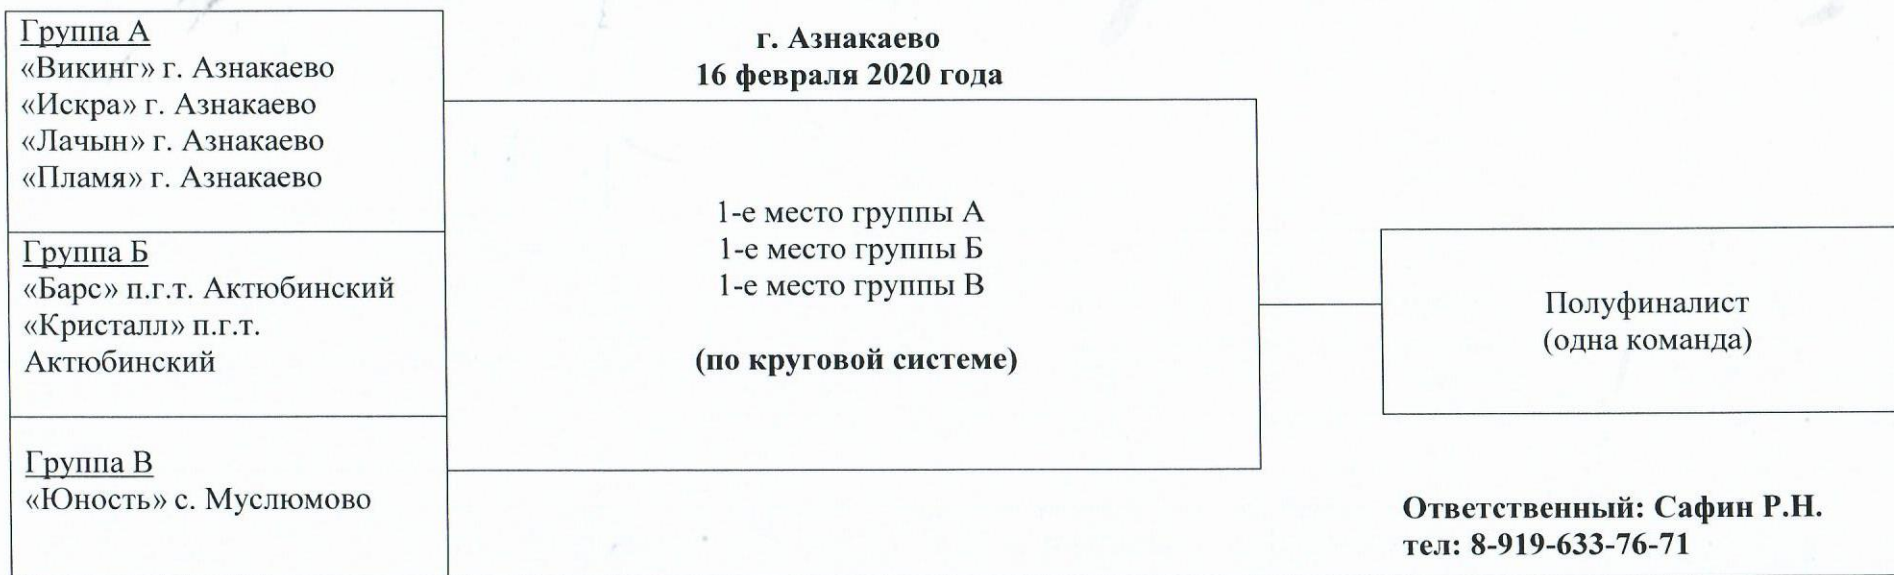 Группа А
«Викинг» г. Азнакаево
«Искра» г. Азнакаево
«Лачын» г. Азнакаево
«Пламя» г. Азнакаево
Группа Б
«Барс» п.г.т. Актюбинский
«Кристалл» п.г.т.
Актюбинский
Группа В
«Юность» с. Муслюмово
г. Азнакаево
16 февраля 2020 года
1-е место группы А
1-е место группы Б
1-е место группы В
(по круговой системе)
Полуфиналист
(одна команда)
Ответственный: Сафин Р.Н.
тел: 8-919-633-76-71